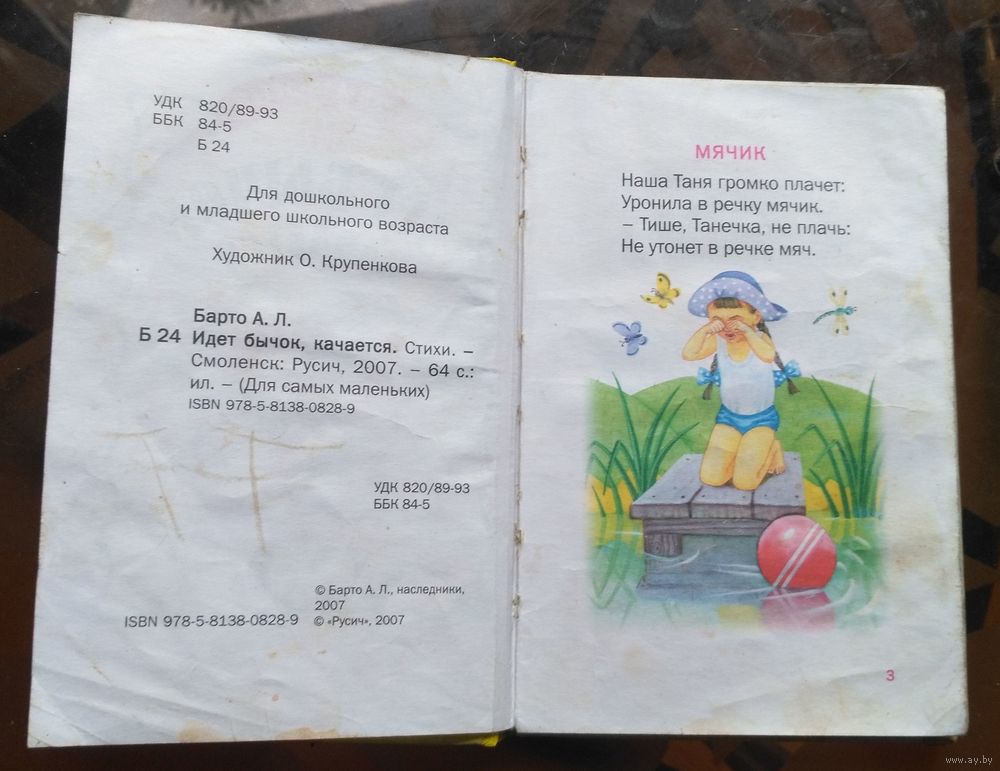 УДК 820/89-93
ББК 84-5
Б 24
Для дошкольного
и младшего школьного возраста
Художник О. Крупенкова
Барто А. Л.
Б 24 Идет бычок, качается. Стихи. –
Смоленск: Русич, 2007. – 64 с.:
ил. – (Для самых маленьких)
ISBN 978-5-8138-0828-9
УДК 820/89-93
ББК 84-5
© Барто А. Л., наследники,
2007
ISBN 978-5-8138-0828-9 © «Русич», 2007
МЯЧИК
Наша Таня громко плачет:
Уронила в речку мячик.
– Тише, Танечка, не плачь:
Не утонет в речке мяч.
3
www.ay.by